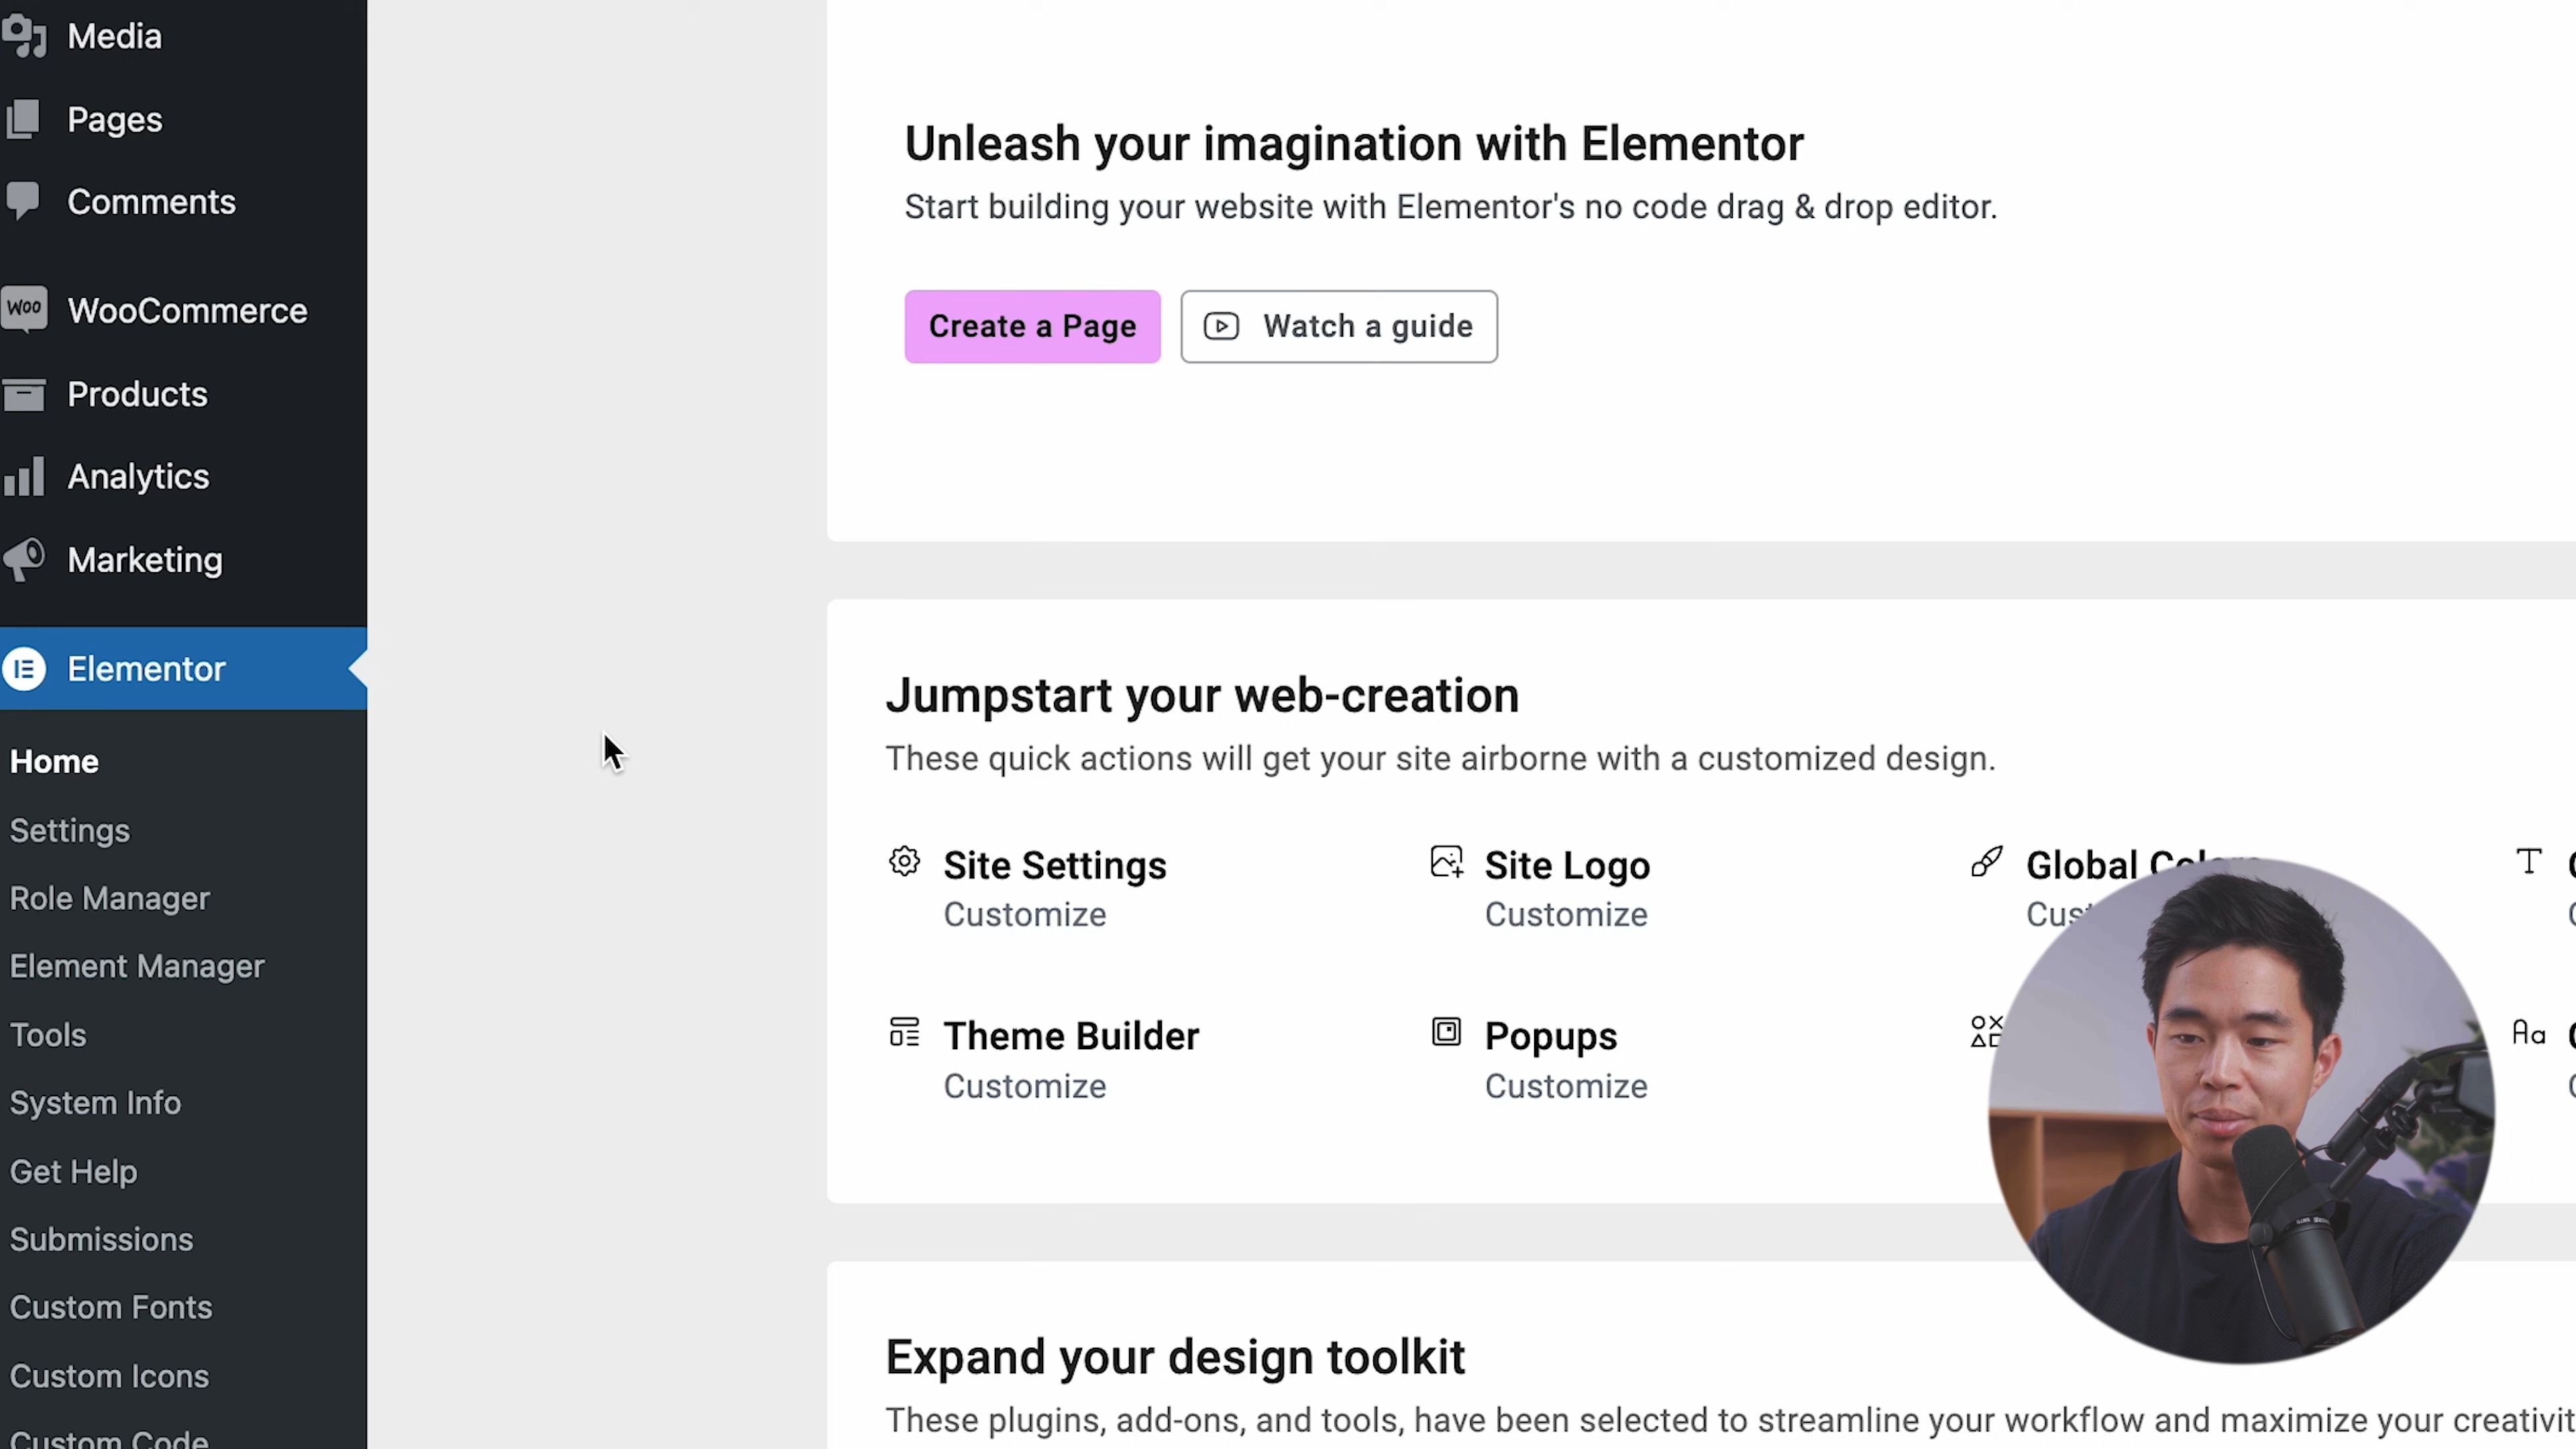 Media
Pages
Comments
Woo WooCommerce
Products
Analytics
Marketing
Elementor
Home
Settings
Role Manager
Element Manager
Tools
System Info
Get Help
Submissions
Custom Fonts
Custom Icons
Custom Code
Unleash your imagination with Elementor
Start building your website with Elementor's no code drag & drop editor.
Create a Page
Watch a guide
Jumpstart your web-creation
These quick actions will get your site airborne with a customized design.
Site Settings
Customize
Site Logo
Customize
Global
T
Theme Builder
Customize
Popups
Customize
Aa
Expand your design toolkit
These plugins, add-ons, and tools, have been selected to streamline your workflow and maximize your